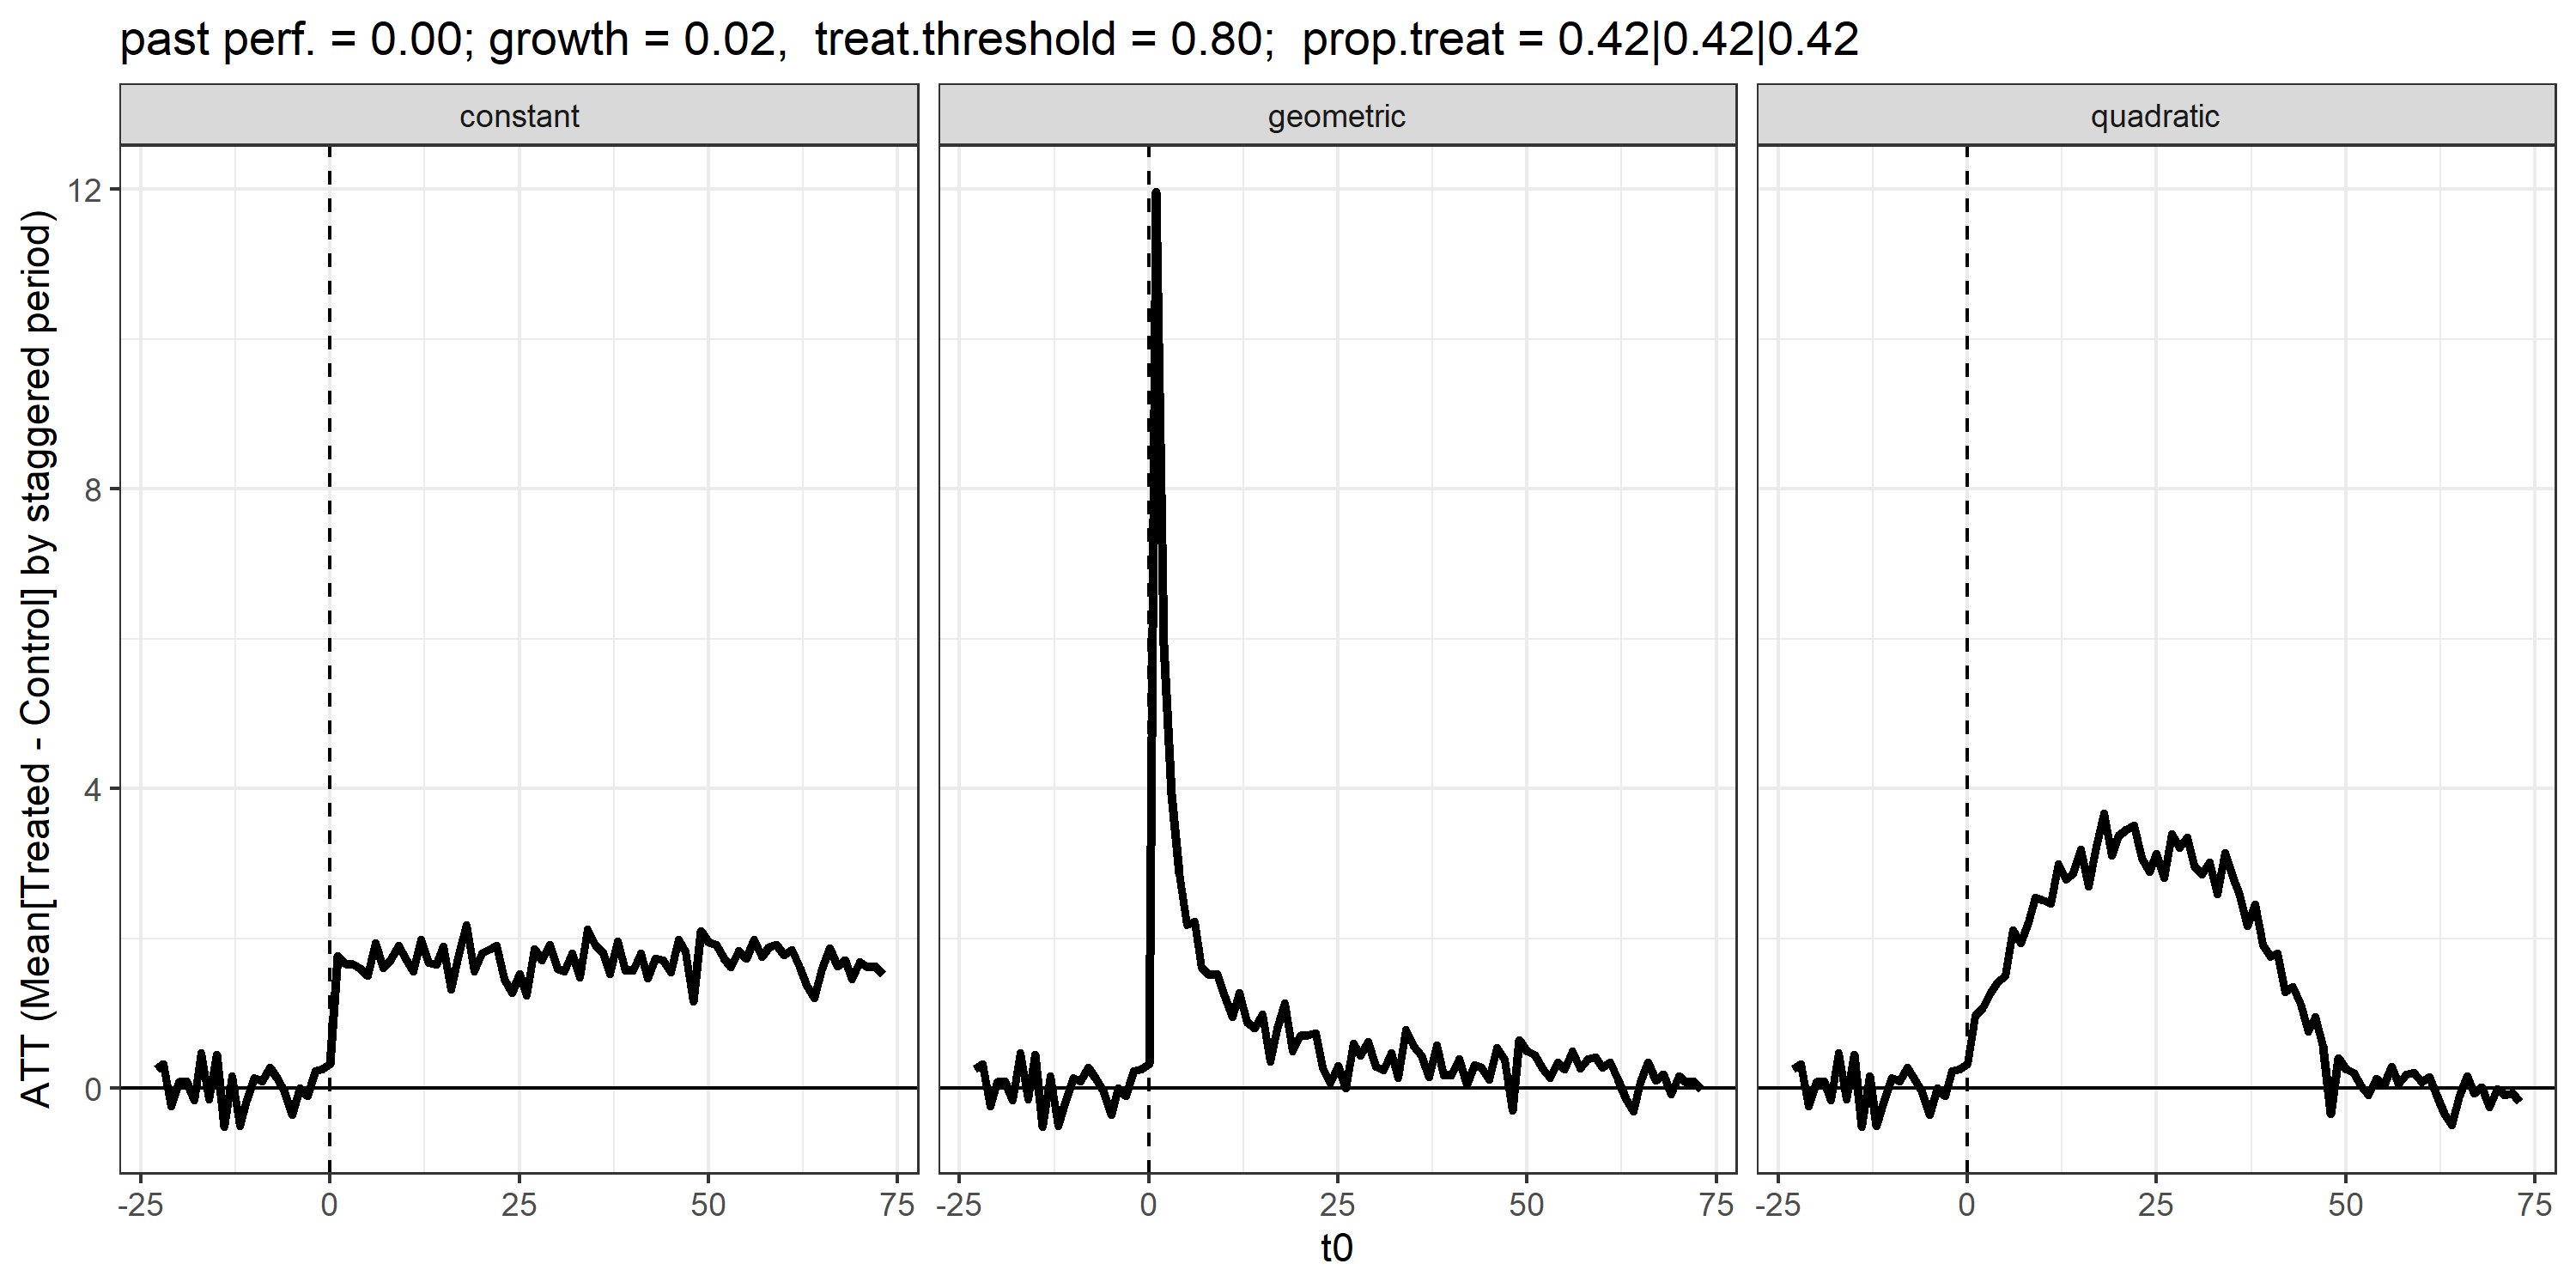 past perf. = 0.00; growth = 0.02,  treat.threshold = 0.80;  prop.treat = 0.42|0.42|0.42
constant
geometric
quadratic
ATT (Mean[Treated - Control] by staggered period)
12
8
4
0
-25 0 25 50 75
-25 0 25 50 75
-25 0 25 50 75
t0